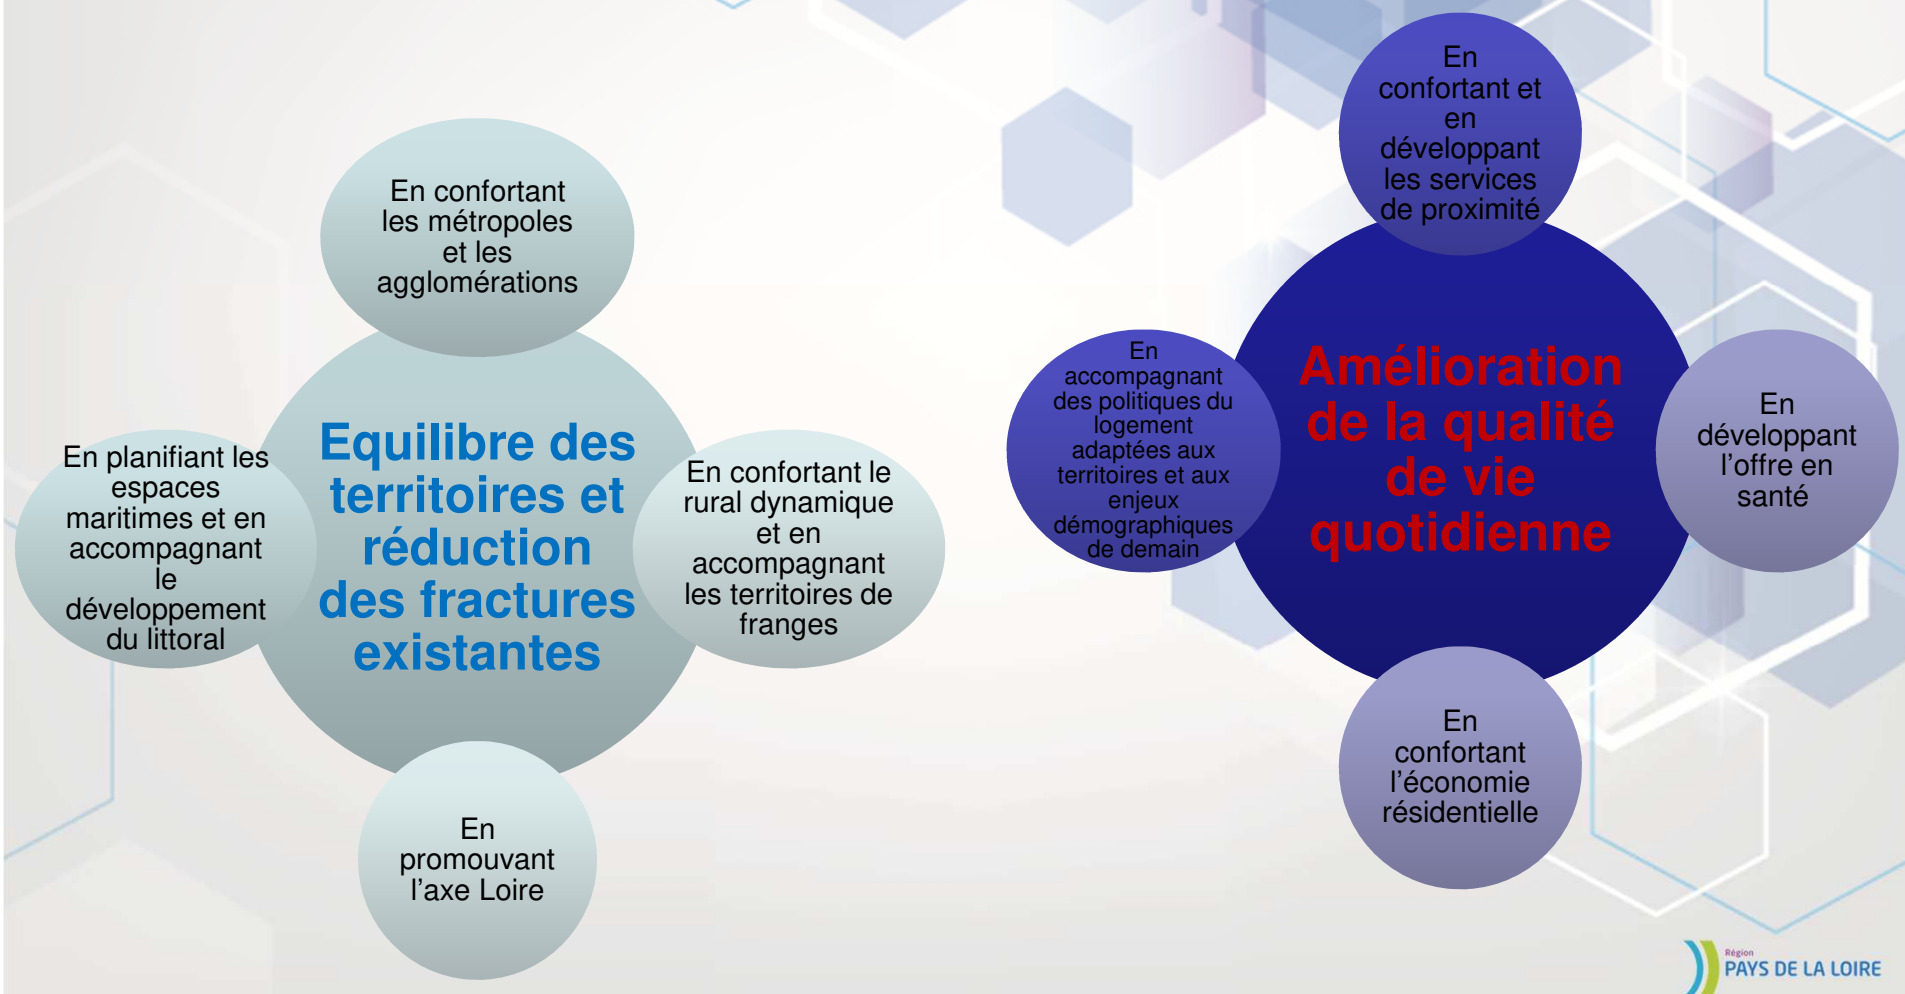 En confortant
les métropoles
et les
agglomérations
En planifiant les
espaces
maritimes et en
accompagnant
le
développement
du littoral
Equilibre des
territoires et
réduction
des fractures
existantes
En confortant le
rural dynamique
et en
accompagnant
les territoires de
franges
En
promouvant
l'axe Loire
En
confortant et
en
développant
les services
de proximité
En
accompagnant
des politiques du
logement
adaptées aux
territoires et aux
enjeux
démographiques
de demain
Amélioration
de la qualité
de vie
quotidienne
En
développant
l'offre en
santé
En
confortant
l'économie
résidentielle
Région
PAYS DE LA LOIRE